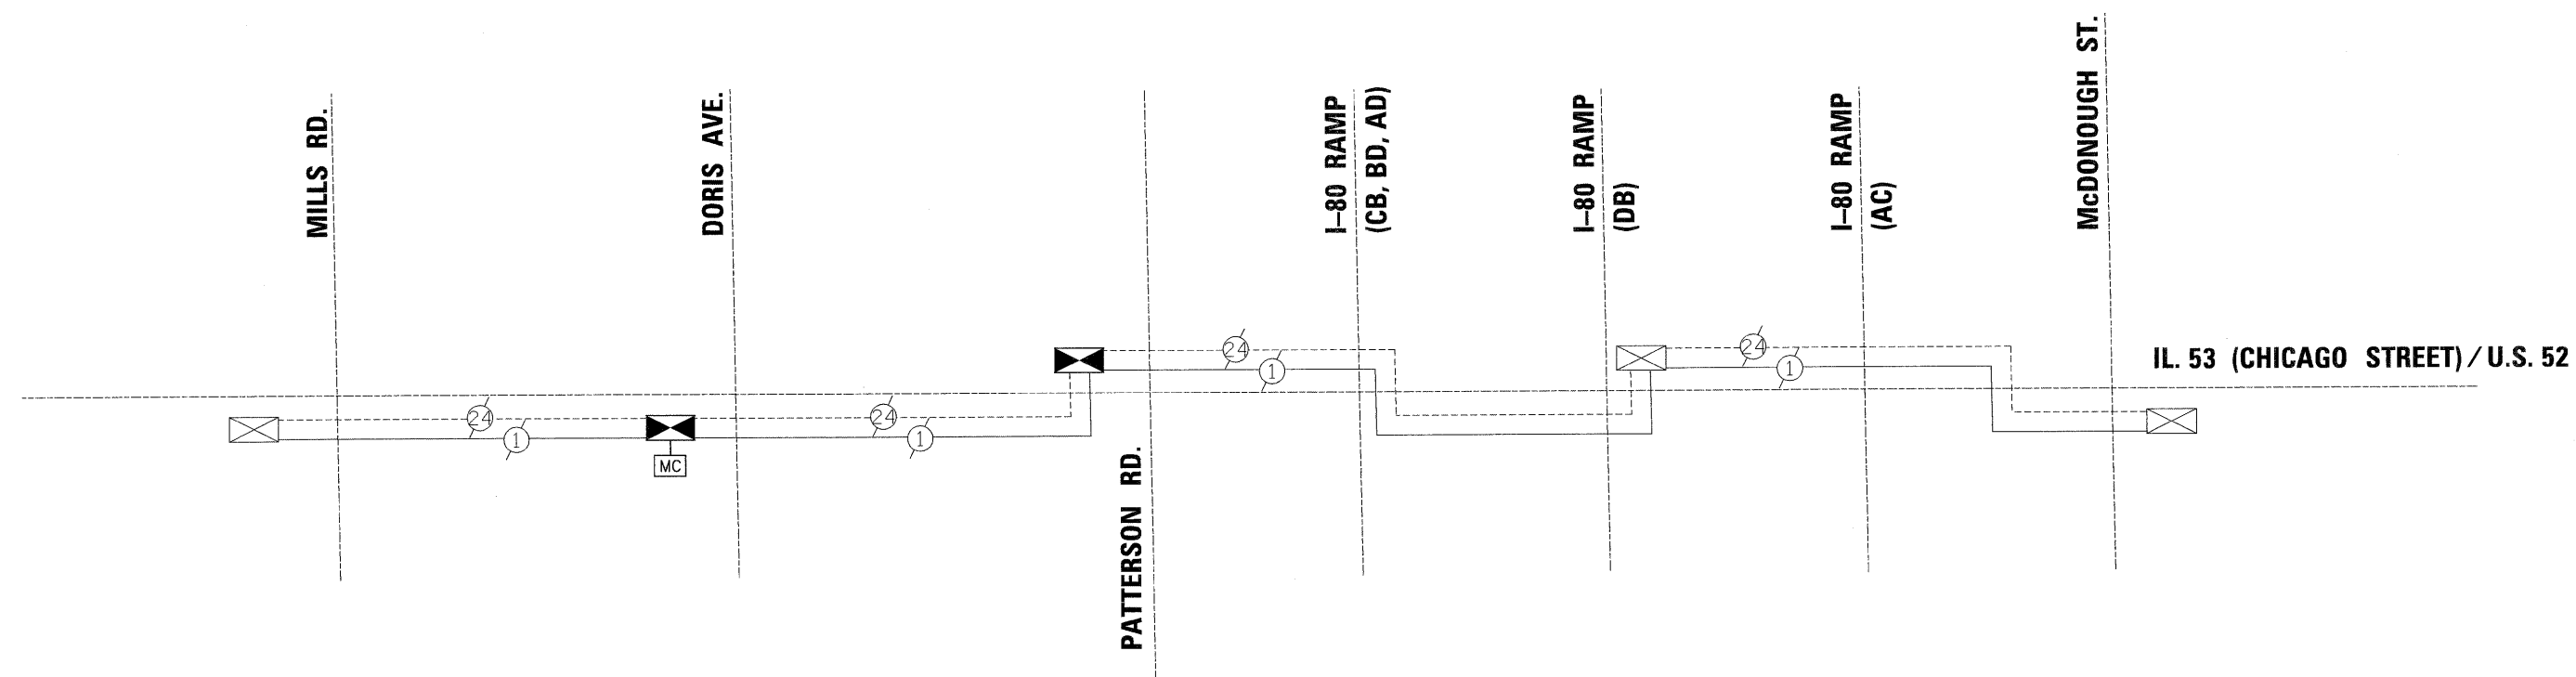 MILLS RD.
DORIS AVE.
PATTERSON RD.
I-80 RAMP
(CB, BD, AD)
I-80 RAMP
(DB)
I-80 RAMP
(AC)
McDONOUGH ST.
IL. 53 (CHICAGO STREET) / U.S. 52
24
1
MC
24
1
24
1
24
1